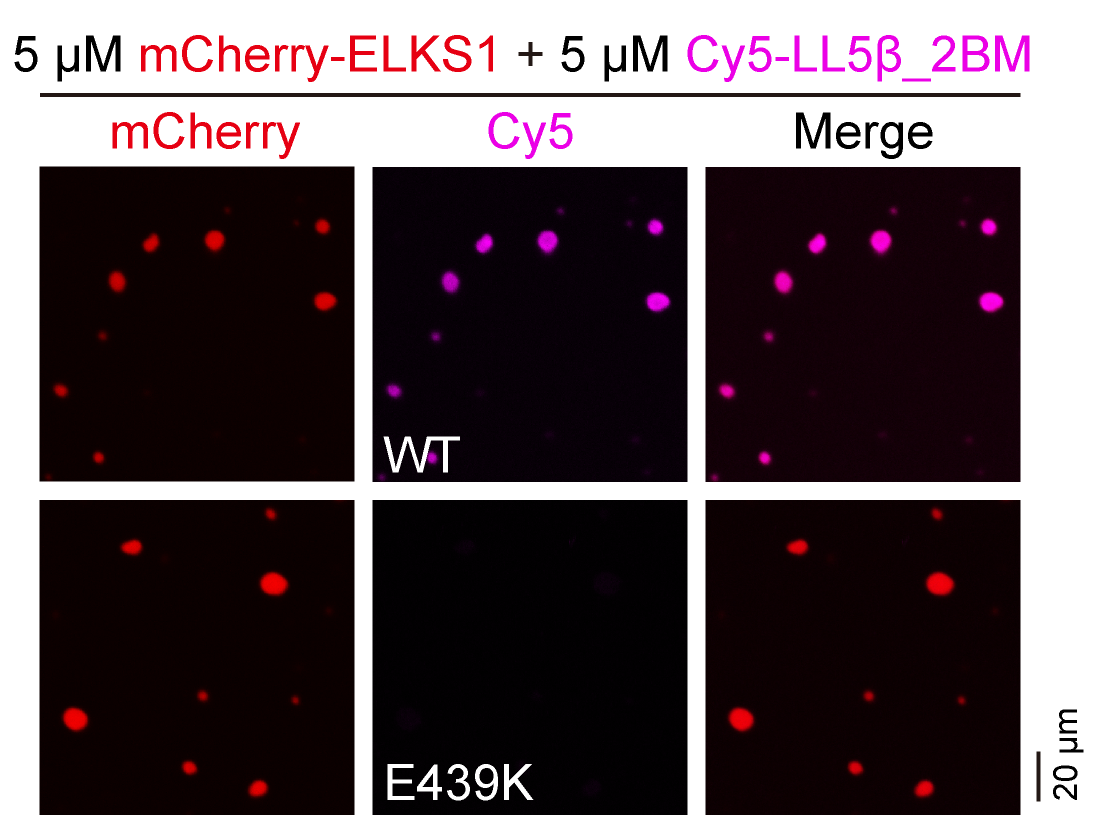 5 µM mCherry-ELKS1 + 5 µM Cy5-LL5β_2BM
mCherry Cy5 Merge
WT
E439K
20 µm